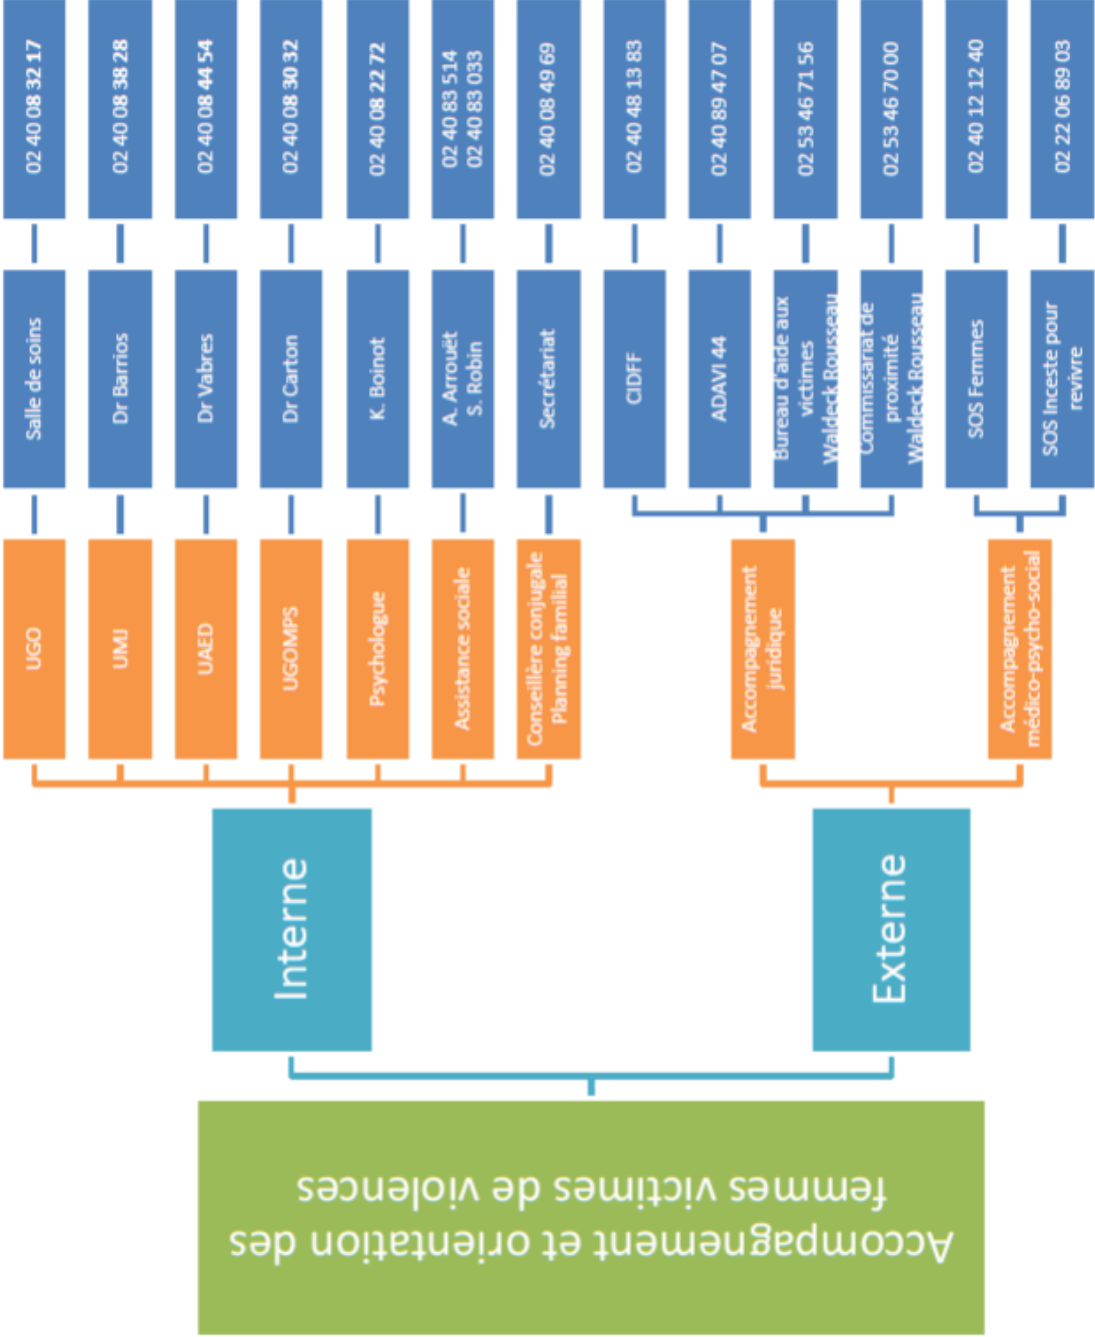 Accompagnement et orientation des
femmes victimes de violences
Interne
UGO
Salle de soins
02 40 08 32 17
UMJ
Dr Barrios
02 40 08 38 28
UAED
Dr Vabres
02 40 08 44 54
UGOMPS
Dr Carton
02 40 08 30 32
Psychologue
K. Boinot
02 40 08 22 72
Assistance sociale
A. Arrouët
S. Robin
02 40 83 514
02 40 83 033
Conseillère conjugale
Planning familial
Secrétariat
02 40 08 49 69
Externe
Accompagnement
juridique
CIDFF
02 40 48 13 83
ADAVI 44
02 40 89 47 07
Bureau d'aide aux
victimes
Waldeck Rousseau
02 53 46 71 56
Commissariat de
proximité
Waldeck Rousseau
02 53 46 70 00
Accompagnement
médico-psycho-social
SOS Femmes
02 40 12 12 40
SOS Inceste pour
revivre
02 22 06 89 03